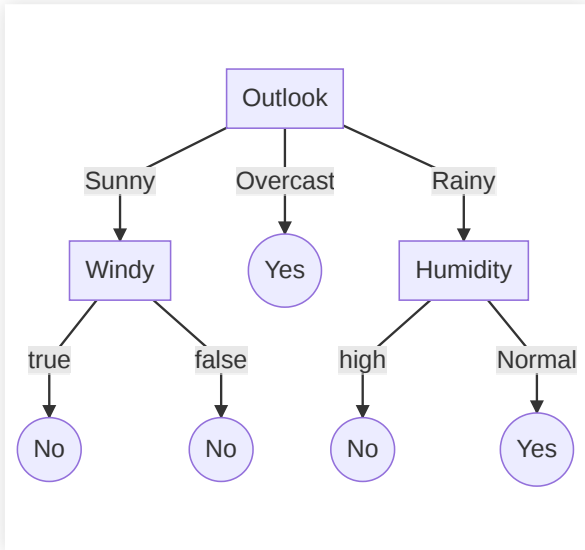 Outlook
Sunny Overcast Rainy
Windy Yes Humidity
true false high Normal
No No No Yes